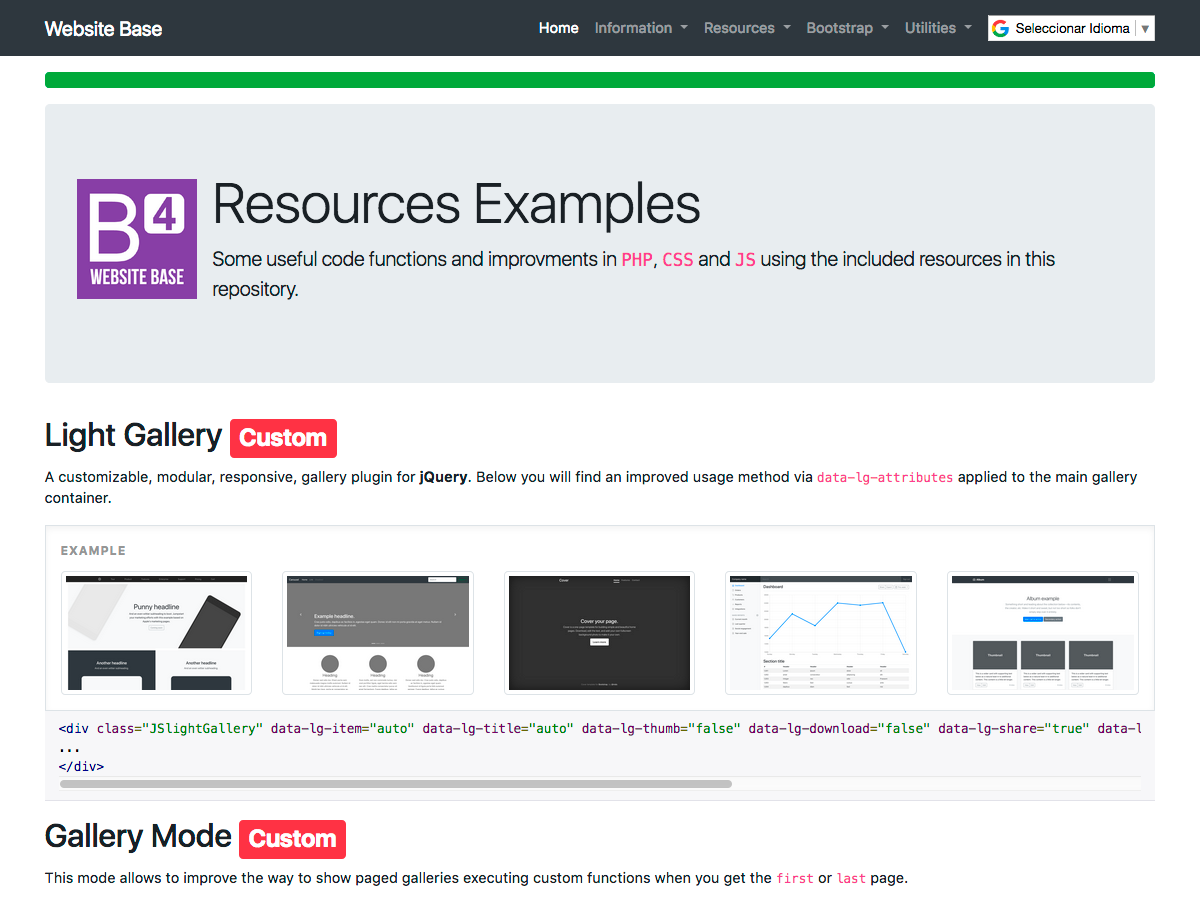 Website Base
Home Information Resources Bootstrap Utilities Seleccionar Idioma ▼
B4
WEBSITE BASE
Resources Examples
Some useful code functions and improvments in PHP, CSS and JS using the included resources in this
repository.
Light Gallery Custom
A customizable, modular, responsive, gallery plugin for jQuery. Below you will find an improved usage method via data-lg-attributes applied to the main gallery
container.
EXAMPLE
Punny headline
Another headline
Another headline
Example headline.
Heading
Heading
Heading
Cover
Cover your page.
Dashboard
Section title
Album
Album example
Thumbnail
Thumbnail
Thumbnail
<div class="JSlightGallery" data-lg-item="auto" data-lg-title="auto" data-lg-thumb="false" data-lg-download="false" data-lg-share="true" data-l
...
</div>
Gallery Mode Custom
This mode allows to improve the way to show paged galleries executing custom functions when you get the first or last page.